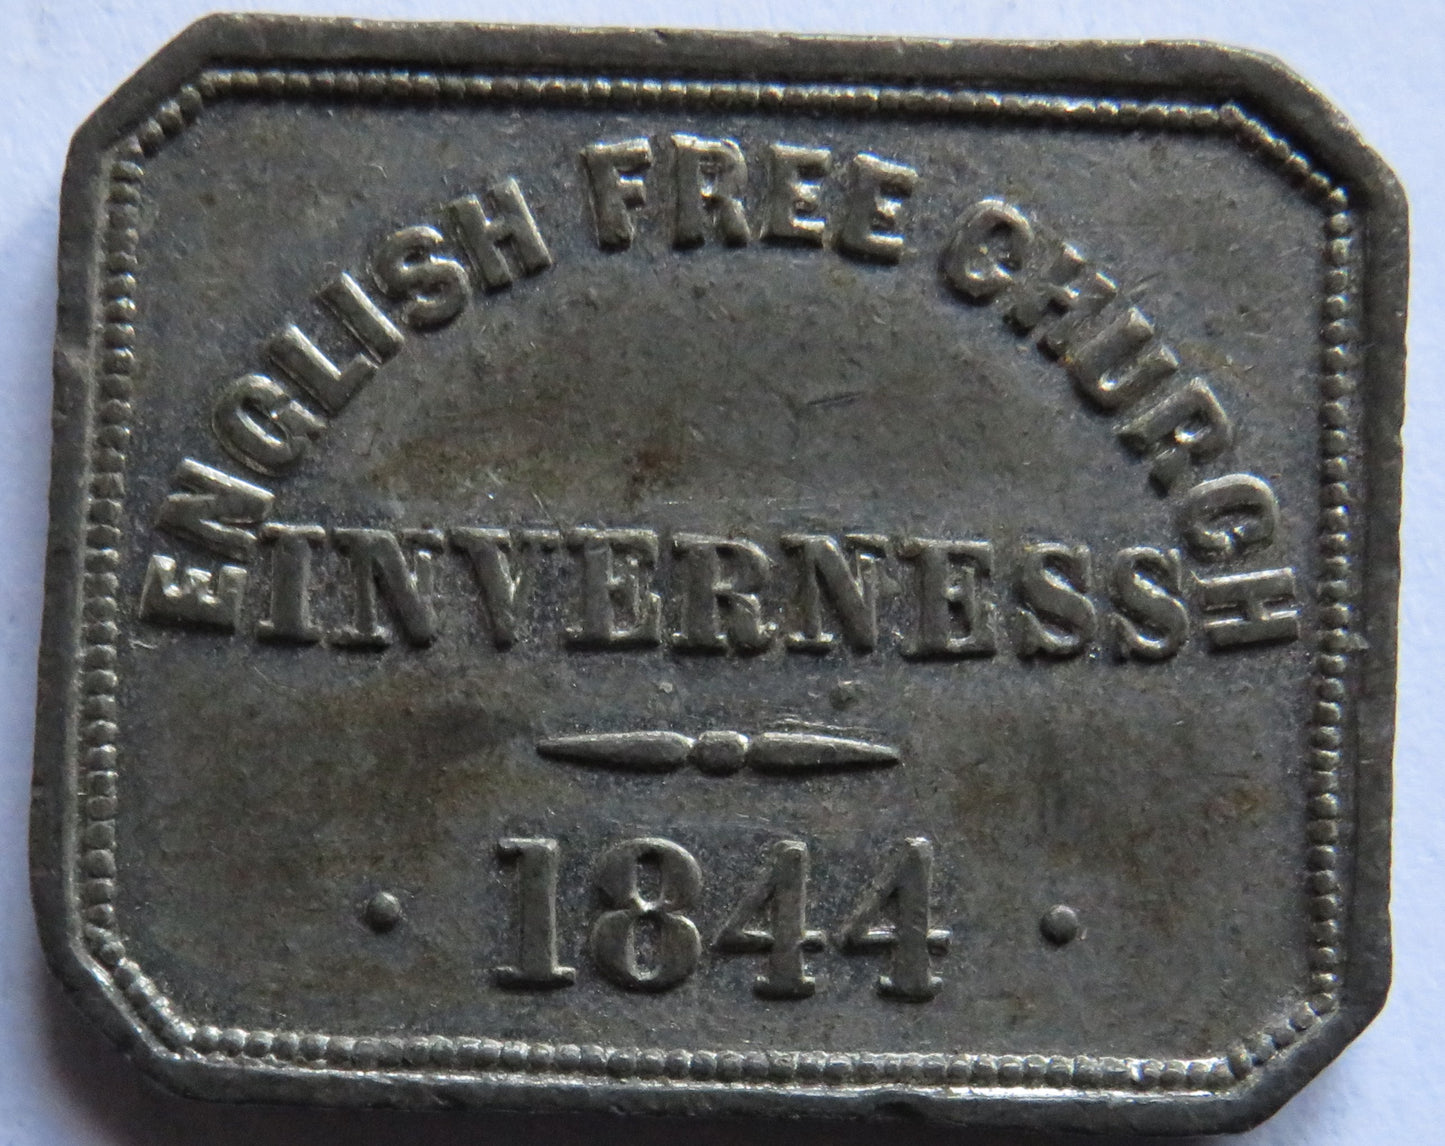 ENGLISH FREE CHURCH
INVERNESS
· 1844 ·